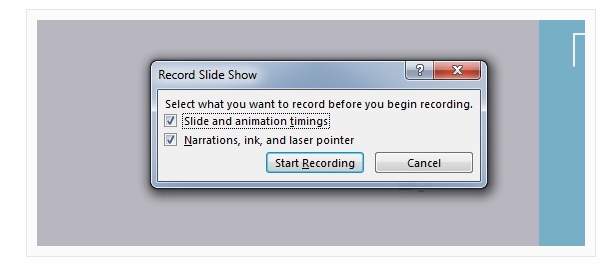 Record Slide Show
Select what you want to record before you begin recording.
Slide and animation timings
Narrations, ink, and laser pointer
Start Recording Cancel